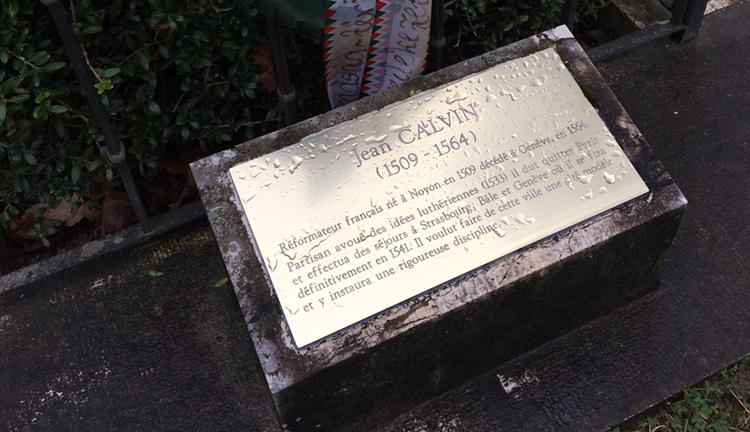 Jean CALVIN
(1509 - 1564)
Réformateur français né à Noyon en 1509 décédé à Genève, en 1564.
Partisan avoué des idées luthériennes (1533) il dut quitter Paris
et effectua des séjours à Strasbourg, Bâle et Genève où il se fixa
définitivement en 1541. Il voulut faire de cette ville une cité modèle
et y instaura une rigoureuse discipline.